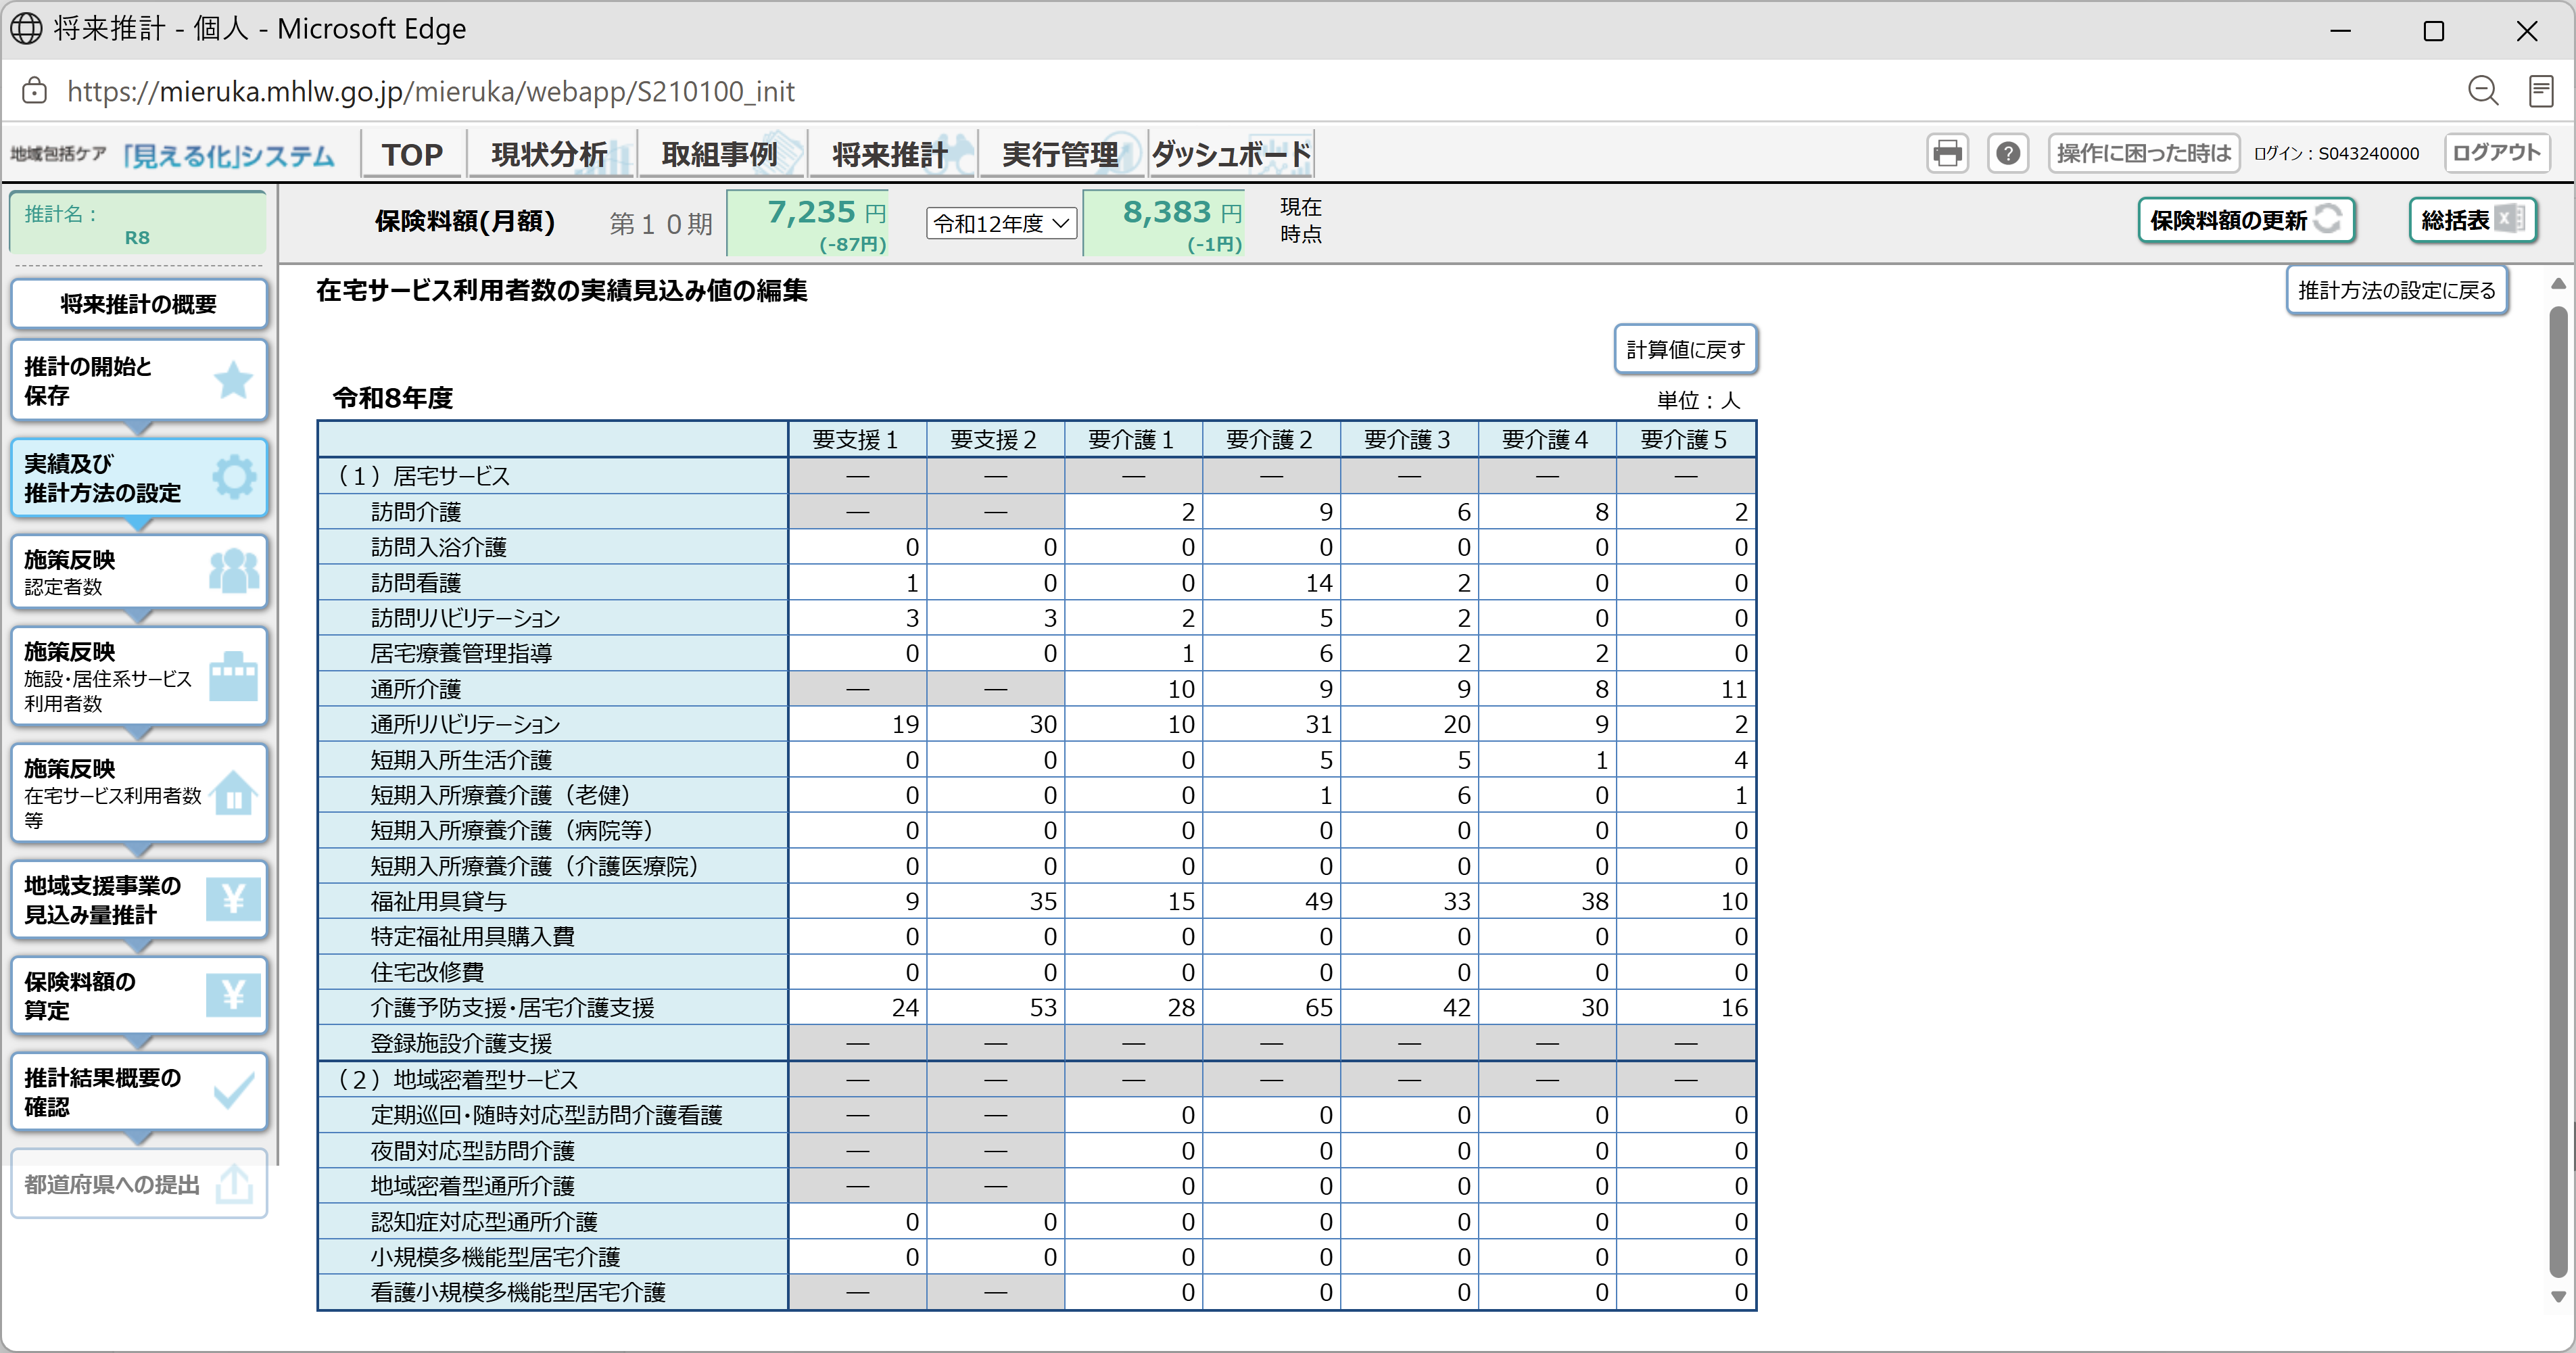 将来推計 - 個人 - Microsoft Edge
https://mieruka.mhlw.go.jp/mieruka/webapp/S210100_init
地域包括ケア 「見える化」システム TOP 現状分析 取組事例 将来推計 実行管理 ダッシュボード ? 操作に困った時は ログイン：S043240000 ログアウト
推計名：
R8
保険料額(月額) 第１０期 7,235 円 (-87円) 令和12年度 8,383 円 (-1円) 現在時点 保険料額の更新 総括表
将来推計の概要
推計の開始と
保存
実績及び
推計方法の設定
施策反映
認定者数
施策反映
施設・居住系サービス
利用者数
施策反映
在宅サービス利用者数
等
地域支援事業の
見込み量推計
¥
保険料額の
算定
¥
推計結果概要の
確認
都道府県への提出
在宅サービス利用者数の実績見込み値の編集
推計方法の設定に戻る
計算値に戻す
令和8年度 単位：人
要支援１ 要支援２ 要介護１ 要介護２ 要介護３ 要介護４ 要介護５
（１）居宅サービス ― ― ― ― ― ― ―
訪問介護 ― ― 2 9 6 8 2
訪問入浴介護 0 0 0 0 0 0 0
訪問看護 1 0 0 14 2 0 0
訪問リハビリテーション 3 3 2 5 2 0 0
居宅療養管理指導 0 0 1 6 2 2 0
通所介護 ― ― 10 9 9 8 11
通所リハビリテーション 19 30 10 31 20 9 2
短期入所生活介護 0 0 0 5 5 1 4
短期入所療養介護（老健） 0 0 0 1 6 0 1
短期入所療養介護（病院等） 0 0 0 0 0 0 0
短期入所療養介護（介護医療院） 0 0 0 0 0 0 0
福祉用具貸与 9 35 15 49 33 38 10
特定福祉用具購入費 0 0 0 0 0 0 0
住宅改修費 0 0 0 0 0 0 0
介護予防支援・居宅介護支援 24 53 28 65 42 30 16
登録施設介護支援 ― ― ― ― ― ― ―
（２）地域密着型サービス ― ― ― ― ― ― ―
定期巡回・随時対応型訪問介護看護 ― ― 0 0 0 0 0
夜間対応型訪問介護 ― ― 0 0 0 0 0
地域密着型通所介護 ― ― 0 0 0 0 0
認知症対応型通所介護 0 0 0 0 0 0 0
小規模多機能型居宅介護 0 0 0 0 0 0 0
看護小規模多機能型居宅介護 ― ― 0 0 0 0 0